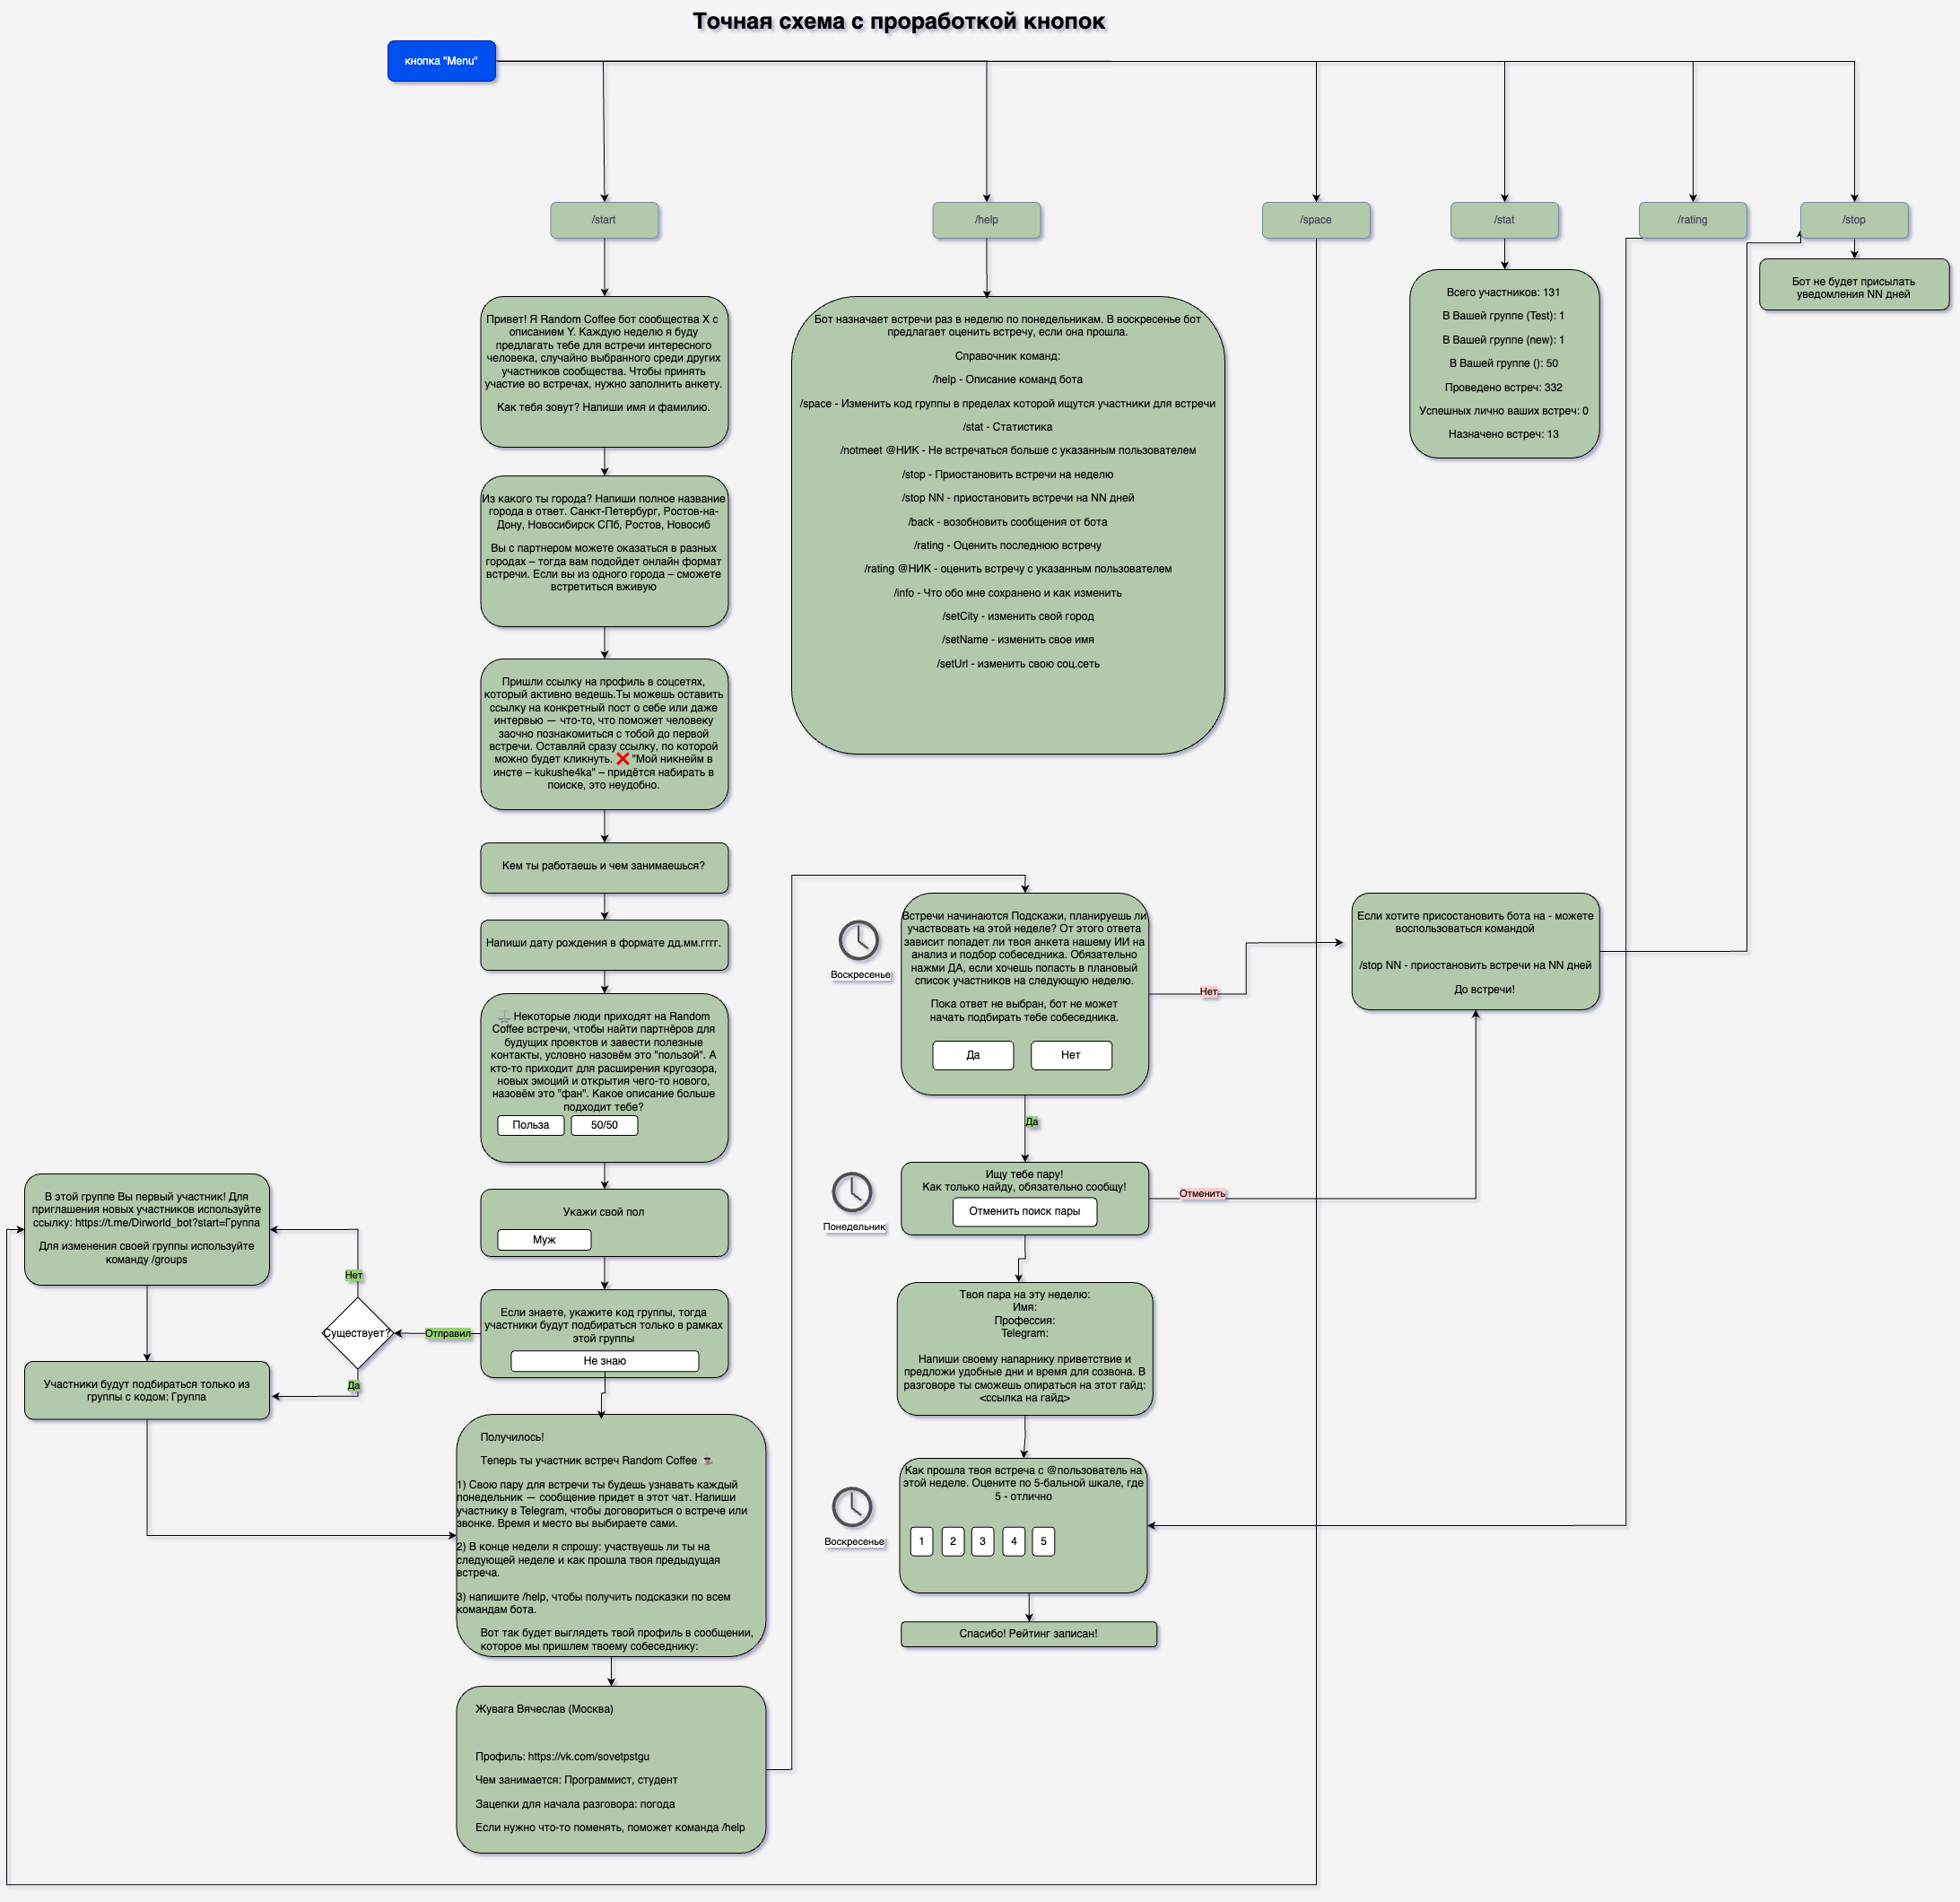 Точная схема с проработкой кнопок
кнопка "Menu"
/start
/help
/space
/stat
/rating
/stop
Бот не будет присылать
уведомления NN дней
Всего участников: 131
В Вашей группе (Test): 1
В Вашей группе (new): 1
В Вашей группе (): 50
Проведено встреч: 332
Успешных лично ваших встреч: 0
Назначено встреч: 13
Привет! Я Random Coffee бот сообщества X с
описанием Y. Каждую неделю я буду
предлагать тебе для встречи интересного
человека, случайно выбранного среди других
участников сообщества. Чтобы принять
участие во встречах, нужно заполнить анкету.
Как тебя зовут? Напиши имя и фамилию.
Бот назначает встречи раз в неделю по понедельникам. В воскресенье бот
предлагает оценить встречу, если она прошла.
Справочник команд:
/help - Описание команд бота
/space - Изменить код группы в пределах которой ищутся участники для встречи
/stat - Статистика
/notmeet @НИК - Не встречаться больше с указанным пользователем
/stop - Приостановить встречи на неделю
/stop NN - приостановить встречи на NN дней
/back - возобновить сообщения от бота
/rating - Оценить последнюю встречу
/rating @НИК - оценить встречу с указанным пользователем
/info - Что обо мне сохранено и как изменить
/setCity - изменить свой город
/setName - изменить свое имя
/setUrl - изменить свою соц.сеть
Из какого ты города? Напиши полное название
города в ответ. Санкт-Петербург, Ростов-на-
Дону, Новосибирск СПб, Ростов, Новосиб
Вы с партнером можете оказаться в разных
городах – тогда вам подойдет онлайн формат
встречи. Если вы из одного города – сможете
встретиться вживую
Пришли ссылку на профиль в соцсетях,
который активно ведешь.Ты можешь оставить
ссылку на конкретный пост о себе или даже
интервью — что-то, что поможет человеку
заочно познакомиться с тобой до первой
встречи. Оставляй сразу ссылку, по которой
можно будет кликнуть. ❌ "Мой никнейм в
инсте – kukushe4ka" – придётся набирать в
поиске, это неудобно.
Кем ты работаешь и чем занимаешься?
Напиши дату рождения в формате дд.мм.гггг.
Некоторые люди приходят на Random
Coffee встречи, чтобы найти партнёров для
будущих проектов и завести полезные
контакты, условно назовём это "пользой". А
кто-то приходит для расширения кругозора,
новых эмоций и открытия чего-то нового,
назовём это "фан". Какое описание больше
подходит тебе?
Польза
50/50
Укажи свой пол
Муж
Если знаете, укажите код группы, тогда
участники будут подбираться только в рамках
этой группы
Не знаю
Отправил
Существует?
Нет
Да
В этой группе Вы первый участник! Для
приглашения новых участников используйте
ссылку: https://t.me/Dirworld_bot?start=Группа
Для изменения своей группы используйте
команду /groups
Участники будут подбираться только из
группы с кодом: Группа
Получилось!
Теперь ты участник встреч Random Coffee ☕
1) Свою пару для встречи ты будешь узнавать каждый
понедельник — сообщение придет в этот чат. Напиши
участнику в Telegram, чтобы договориться о встрече или
звонке. Время и место вы выбираете сами.
2) В конце недели я спрошу: участвуешь ли ты на
следующей неделе и как прошла твоя предыдущая
встреча.
3) напишите /help, чтобы получить подсказки по всем
командам бота.
Вот так будет выглядеть твой профиль в сообщении,
которое мы пришлем твоему собеседнику:
Жувага Вячеслав (Москва)
Профиль: https://vk.com/sovetpstgu
Чем занимается: Программист, студент
Зацепки для начала разговора: погода
Если нужно что-то поменять, поможет команда /help
Воскресенье
Встречи начинаются Подскажи, планируешь ли
участвовать на этой неделе? От этого ответа
зависит попадет ли твоя анкета нашему ИИ на
анализ и подбор собеседника. Обязательно
нажми ДА, если хочешь попасть в плановый
список участников на следующую неделю.
Пока ответ не выбран, бот не может
начать подбирать тебе собеседника.
Да
Нет
Нет
Да
Если хотите присостановить бота на - можете
воспользоваться командой
/stop NN - приостановить встречи на NN дней
До встречи!
Понедельник
Ищу тебе пару!
Как только найду, обязательно сообщу!
Отменить поиск пары
Отменить
Твоя пара на эту неделю:
Имя:
Профессия:
Telegram:
Напиши своему напарнику приветствие и
предложи удобные дни и время для созвона. В
разговоре ты сможешь опираться на этот гайд:
<ссылка на гайд>
Воскресенье
Как прошла твоя встреча с @пользователь на
этой неделе. Оцените по 5-бальной шкале, где
5 - отлично
1 2 3 4 5
Спасибо! Рейтинг записан!